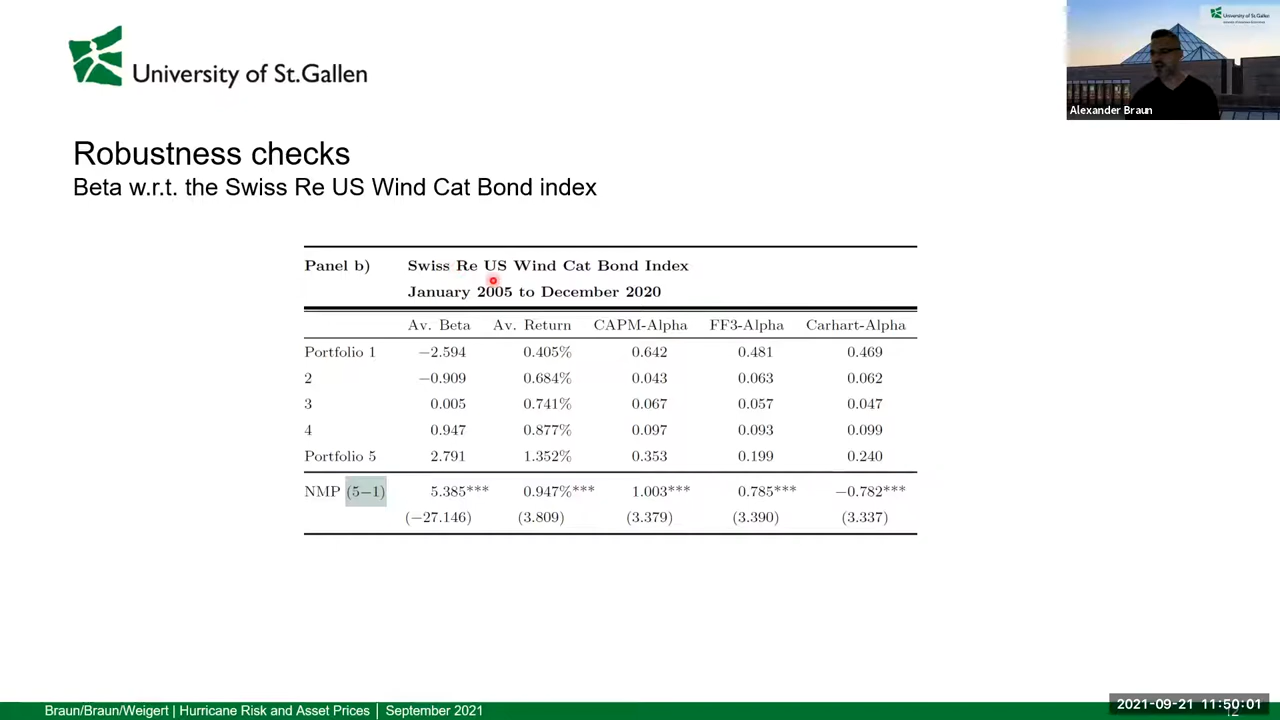 University of St.Gallen
University of St.Gallen
Alexander Braun
Robustness checks
Beta w.r.t. the Swiss Re US Wind Cat Bond index
Panel b) Swiss Re US Wind Cat Bond Index
January 2005 to December 2020
Av. Beta Av. Return CAPM-Alpha FF3-Alpha Carhart-Alpha
Portfolio 1 −2.594 0.405% 0.642 0.481 0.469
2 −0.909 0.684% 0.043 0.063 0.062
3 0.005 0.741% 0.067 0.057 0.047
4 0.947 0.877% 0.097 0.093 0.099
Portfolio 5 2.791 1.352% 0.353 0.199 0.240
NMP (5−1) 5.385*** 0.947%*** 1.003*** 0.785*** −0.782***
(−27.146) (3.809) (3.379) (3.390) (3.337)
Braun/Braun/Weigert | Hurricane Risk and Asset Prices | September 2021
2021-09-21 11:50:01